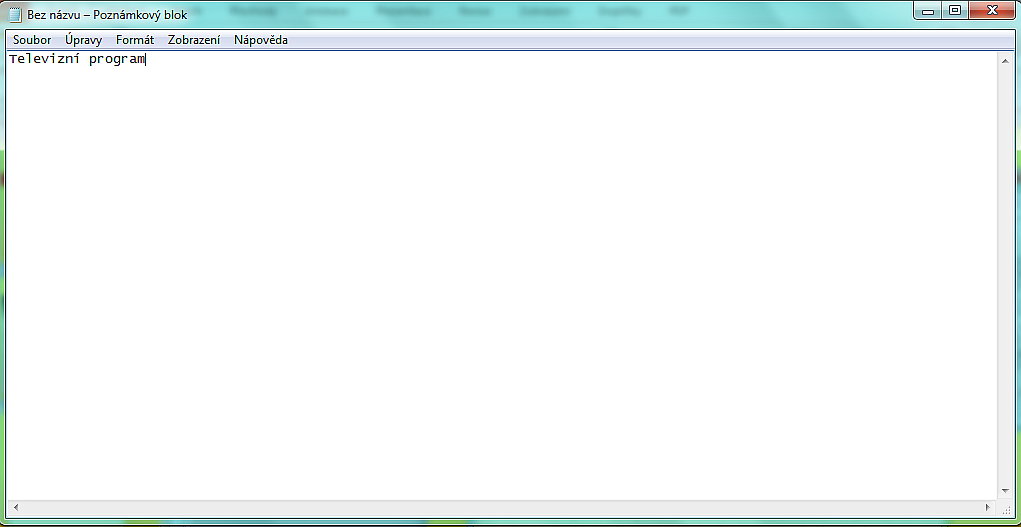 Bez názvu – Poznámkový blok
Soubor Úpravy Formát Zobrazení Nápověda
Televizní program